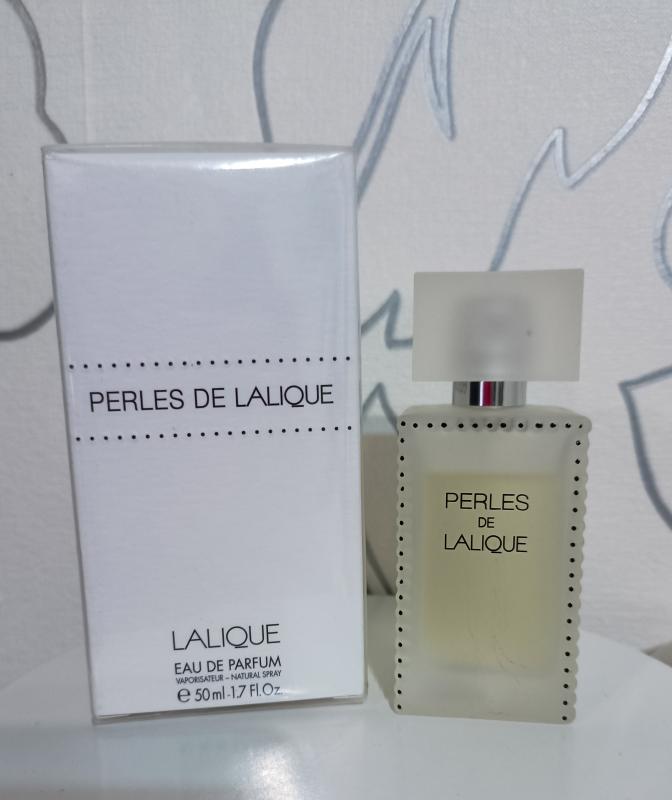 PERLES DE LALIQUE
LALIQUE
EAU DE PARFUM
VAPORISATEUR – NATURAL SPRAY
℮ 50 ml - 1.7 Fl.Oz.
PERLES
DE
LALIQUE